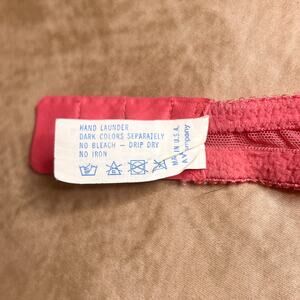 HAND LAUNDER
DARK COLORS SEPARATELY
NO BLEACH – DRIP DRY
NO IRON
MADE IN U.S.A.